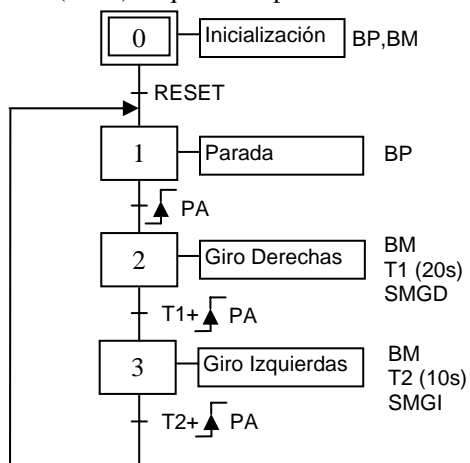 0 Inicialización BP,BM
RESET
1 Parada BP
PA
2 Giro Derechas BM
T1 (20s)
SMGD
T1+ PA
3 Giro Izquierdas BM
T2 (10s)
SMGI
T2+ PA